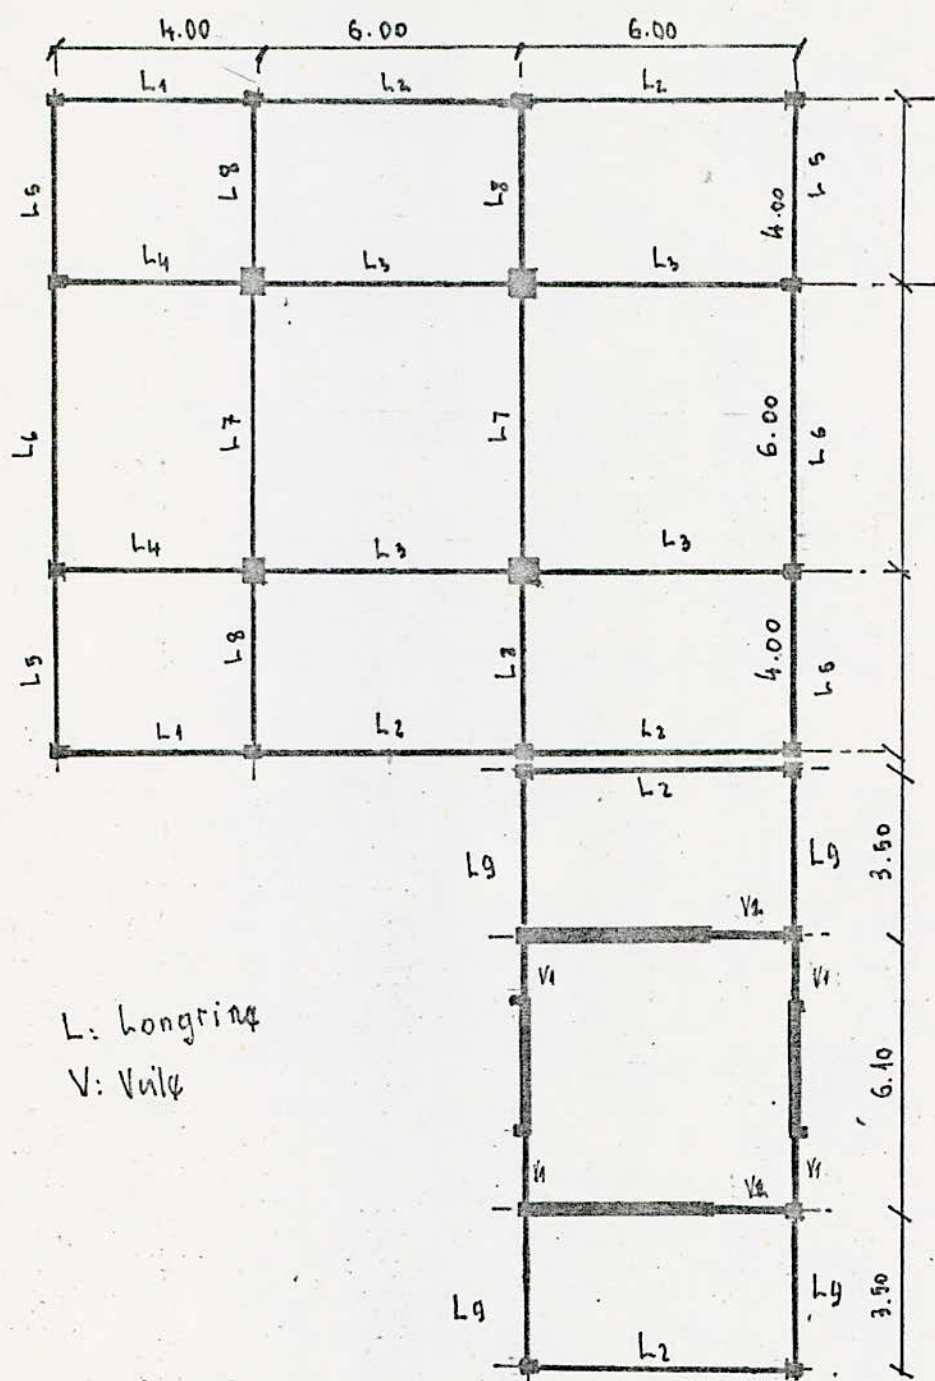 4.00 6.00 6.00
L1 L2 L2
L5 L8 L8 4.00 L5
L4 L3 L3
L6 L7 L7 6.00 L6
L4 L3 L3
L5 L8 L8 4.00 L5
L1 L2 L2
L2
L9 L9 3.50
V2
V1 V1
6.10
L: Longrine
V: Voile
V1 V2 V1
L9 L9 3.50
L2